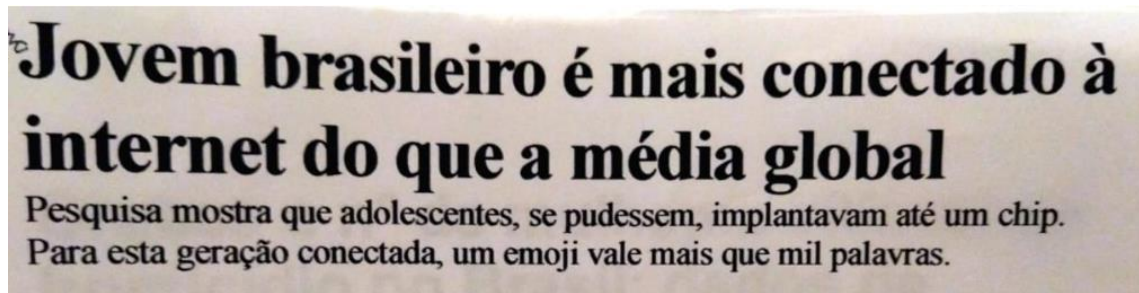 Jovem brasileiro é mais conectado à
internet do que a média global
Pesquisa mostra que adolescentes, se pudessem, implantavam até um chip.
Para esta geração conectada, um emoji vale mais que mil palavras.